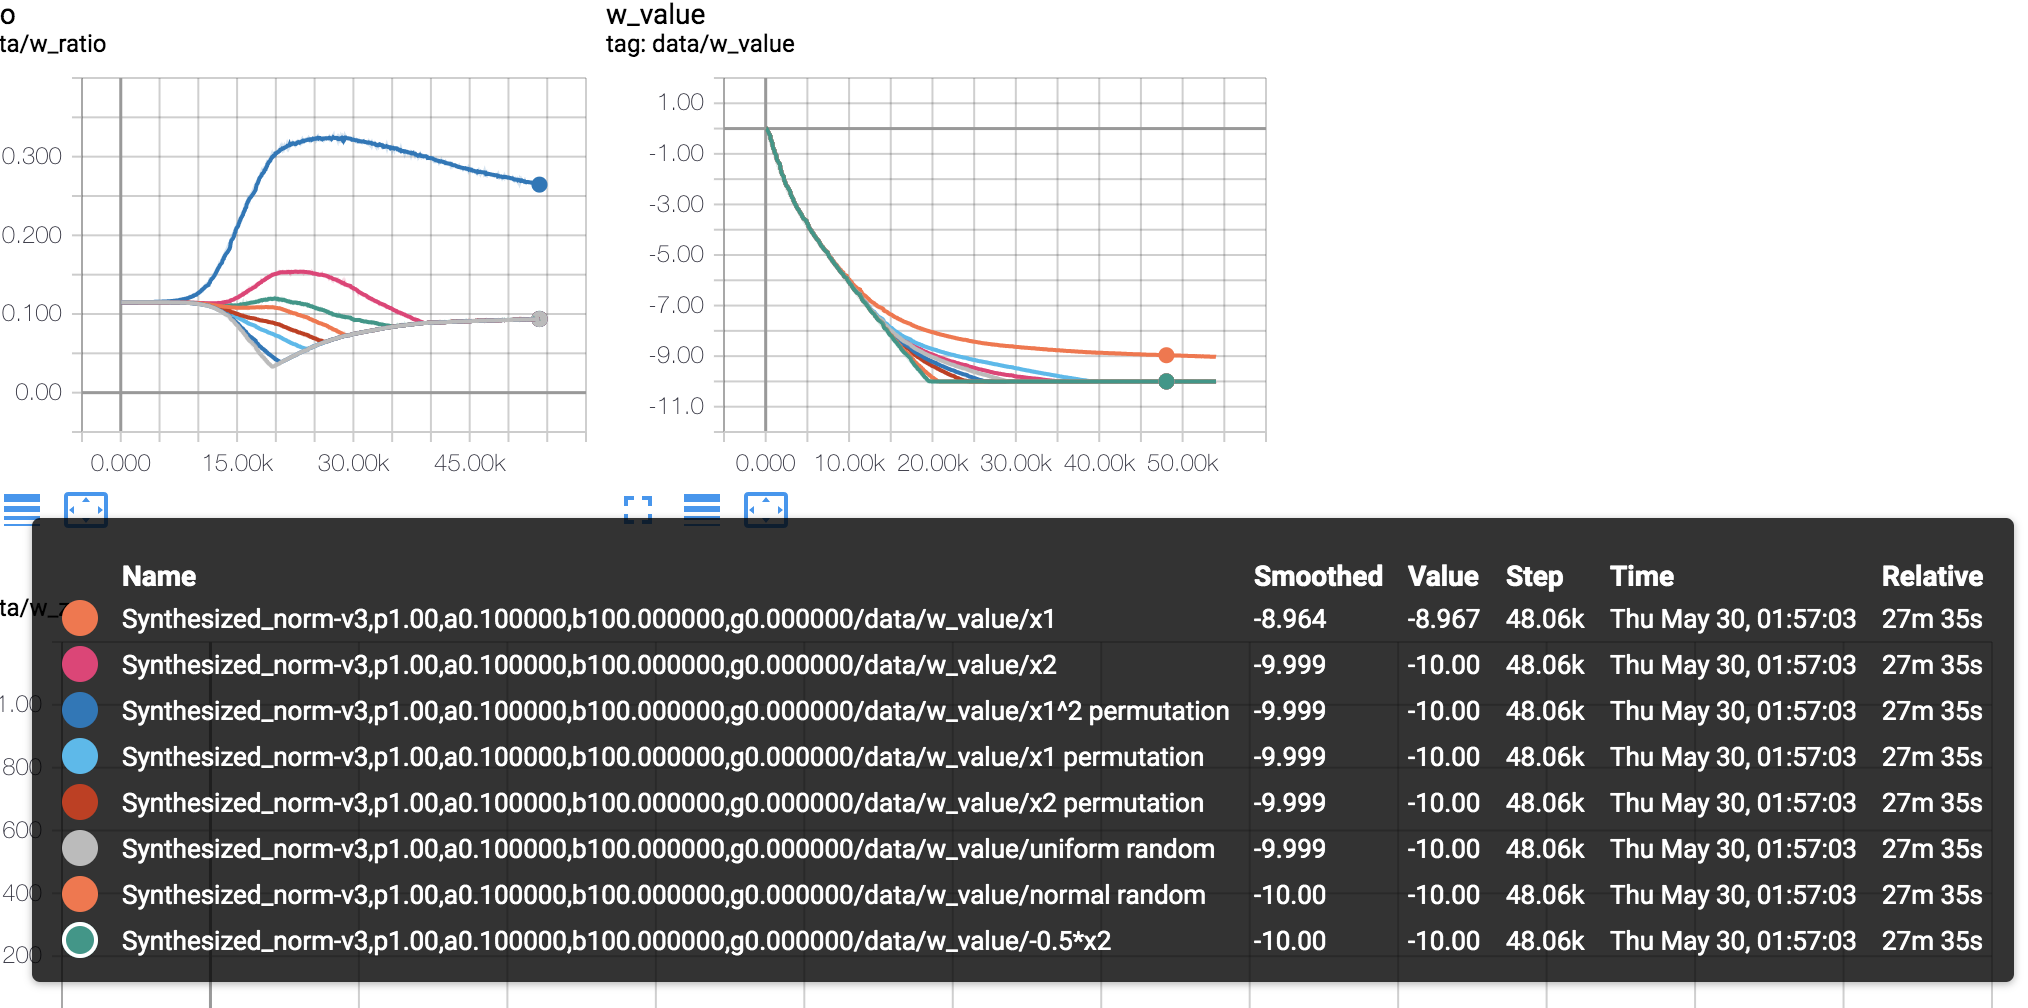 o
ta/w_ratio
0.300
0.200
0.100
0.00
0.000 15.00k 30.00k 45.00k
w_value
tag: data/w_value
1.00
-1.00
-3.00
-5.00
-7.00
-9.00
-11.0
0.000 10.00k 20.00k 30.00k 40.00k 50.00k
ta/w_
1.00
800
600
400
200
Name Smoothed Value Step Time Relative
Synthesized_norm-v3,p1.00,a0.100000,b100.000000,g0.000000/data/w_value/x1 -8.964 -8.967 48.06k Thu May 30, 01:57:03 27m 35s
Synthesized_norm-v3,p1.00,a0.100000,b100.000000,g0.000000/data/w_value/x2 -9.999 -10.00 48.06k Thu May 30, 01:57:03 27m 35s
Synthesized_norm-v3,p1.00,a0.100000,b100.000000,g0.000000/data/w_value/x1^2 permutation -9.999 -10.00 48.06k Thu May 30, 01:57:03 27m 35s
Synthesized_norm-v3,p1.00,a0.100000,b100.000000,g0.000000/data/w_value/x1 permutation -9.999 -10.00 48.06k Thu May 30, 01:57:03 27m 35s
Synthesized_norm-v3,p1.00,a0.100000,b100.000000,g0.000000/data/w_value/x2 permutation -9.999 -10.00 48.06k Thu May 30, 01:57:03 27m 35s
Synthesized_norm-v3,p1.00,a0.100000,b100.000000,g0.000000/data/w_value/uniform random -9.999 -10.00 48.06k Thu May 30, 01:57:03 27m 35s
Synthesized_norm-v3,p1.00,a0.100000,b100.000000,g0.000000/data/w_value/normal random -10.00 -10.00 48.06k Thu May 30, 01:57:03 27m 35s
Synthesized_norm-v3,p1.00,a0.100000,b100.000000,g0.000000/data/w_value/-0.5*x2 -10.00 -10.00 48.06k Thu May 30, 01:57:03 27m 35s